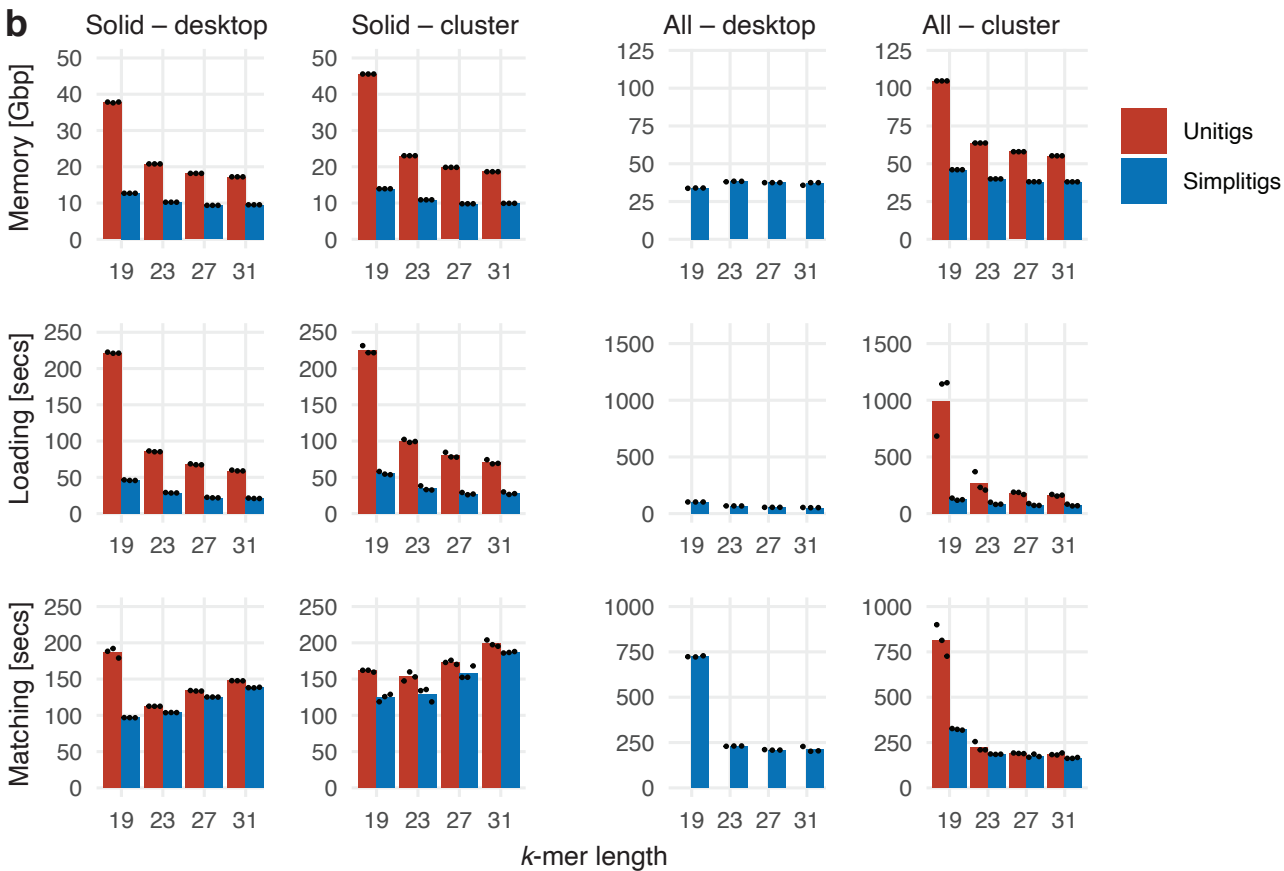 b
Solid – desktop
Solid – cluster
All – desktop
All – cluster
Memory [Gbp]
50
40
30
20
10
0
19 23 27 31
50
40
30
20
10
0
19 23 27 31
125
100
75
50
25
0
19 23 27 31
125
100
75
50
25
0
19 23 27 31
Unitigs
Simplitigs
Loading [secs]
250
200
150
100
50
0
19 23 27 31
250
200
150
100
50
0
19 23 27 31
1500
1000
500
0
19 23 27 31
1500
1000
500
0
19 23 27 31
Matching [secs]
250
200
150
100
50
0
19 23 27 31
250
200
150
100
50
0
19 23 27 31
1000
750
500
250
0
19 23 27 31
1000
750
500
250
0
19 23 27 31
k-mer length